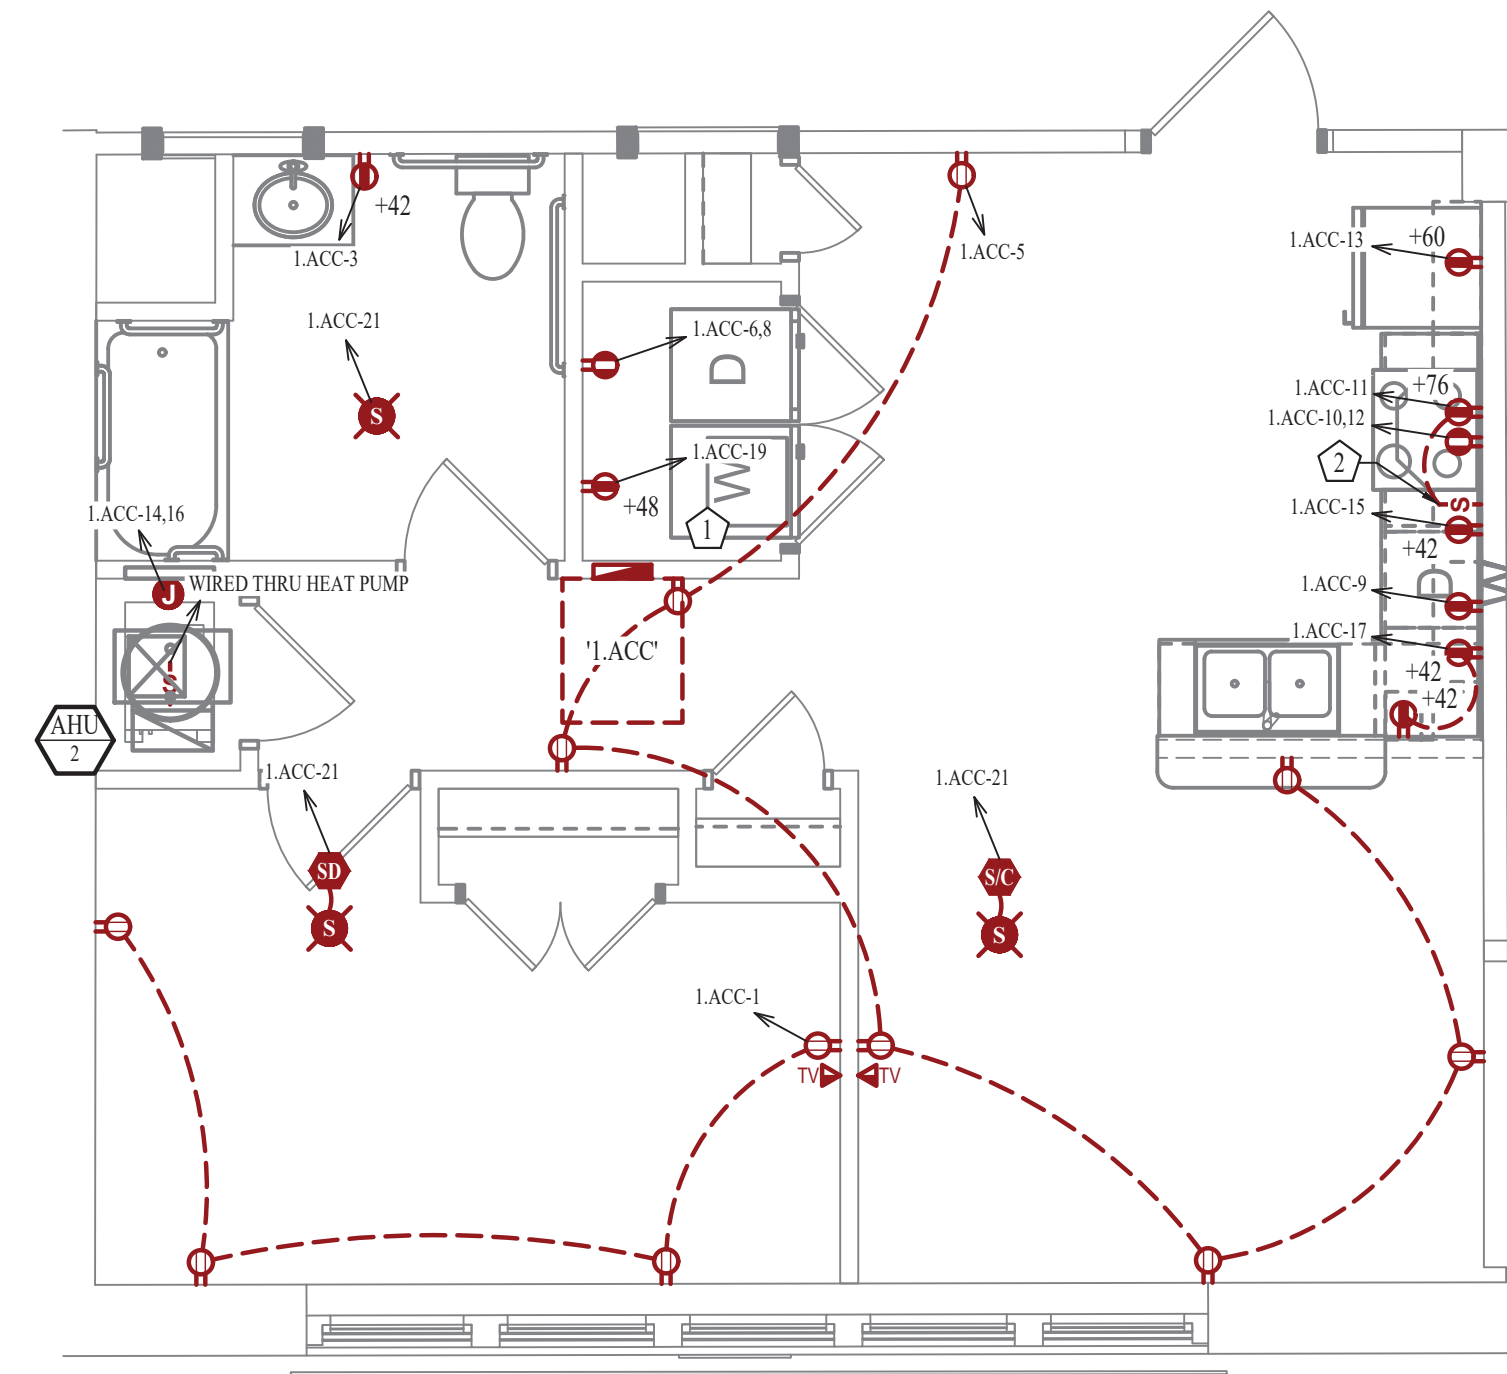 +42
1.ACC-3
1.ACC-5
1.ACC-13
+60
1.ACC-21
S
1.ACC-6,8
D
1.ACC-19
W
+48
1
1.ACC-11
+76
1.ACC-10,12
2
S
1.ACC-15
+42
D
W
1.ACC-9
1.ACC-17
+42
+42
1.ACC-14,16
J
WIRED THRU HEAT PUMP
S
'1.ACC'
AHU
2
1.ACC-21
SD
S
1.ACC-21
S/C
S
1.ACC-1
TV
TV